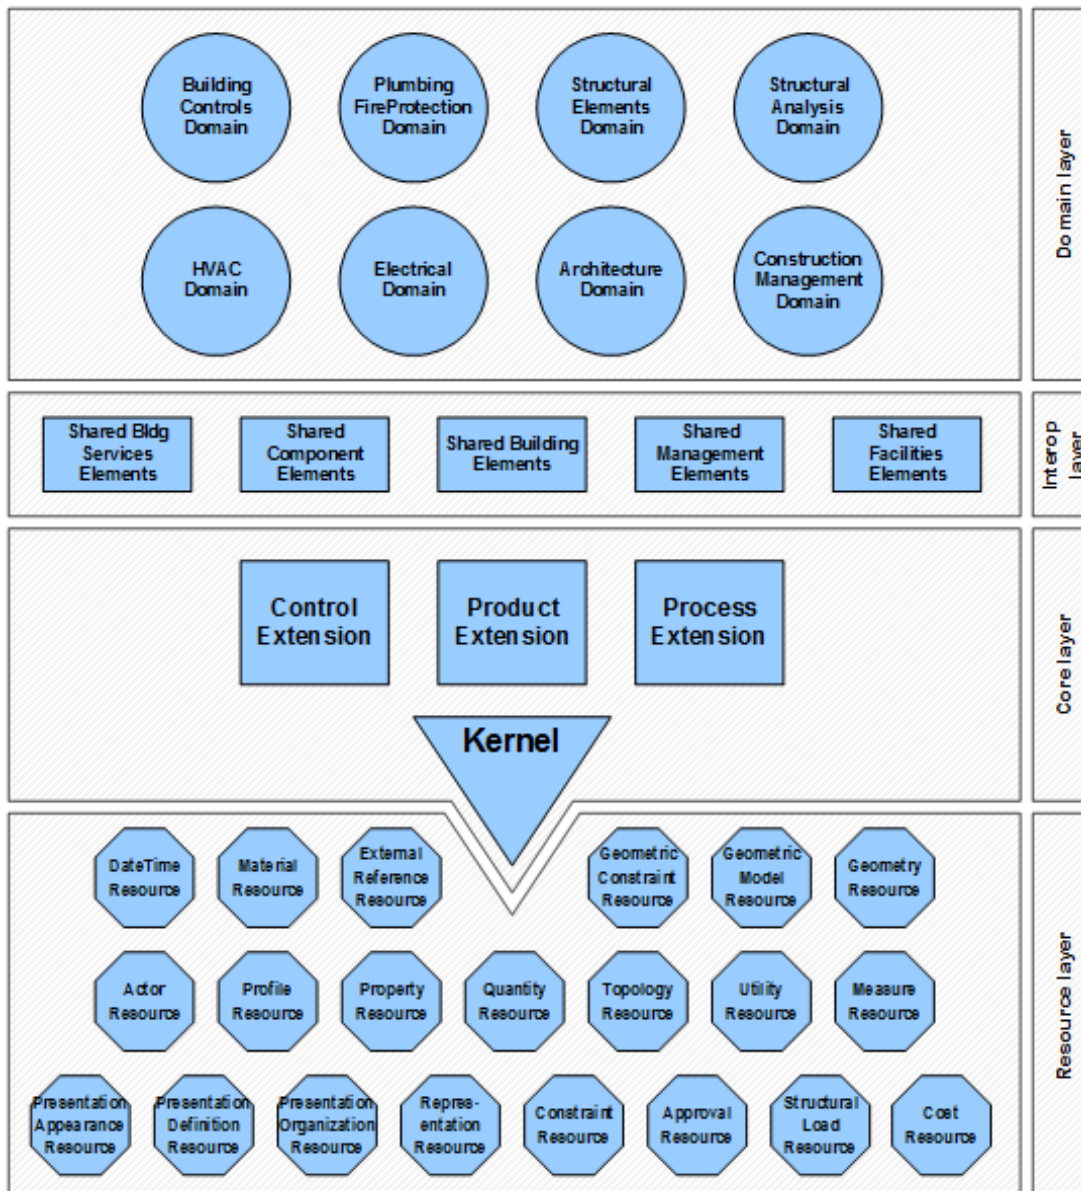 Building
Controls
Domain
Plumbing
FireProtection
Domain
Structural
Elements
Domain
Structural
Analysis
Domain
HVAC
Domain
Electrical
Domain
Architecture
Domain
Construction
Management
Domain
Domain layer
Shared Bldg
Services
Elements
Shared
Component
Elements
Shared Building
Elements
Shared
Management
Elements
Shared
Facilities
Elements
Interop
layer
Control
Extension
Product
Extension
Process
Extension
Kernel
Core layer
DateTime
Resource
Material
Resource
External
Reference
Resource
Geometric
Constraint
Resource
Geometric
Model
Resource
Geometry
Resource
Actor
Resource
Profile
Resource
Property
Resource
Quantity
Resource
Topology
Resource
Utility
Resource
Measure
Resource
Presentation
Appearance
Resource
Presentation
Definition
Resource
Presentation
Organization
Resource
Repres-
entation
Resource
Constraint
Resource
Approval
Resource
Structural
Load
Resource
Cost
Resource
Resource layer